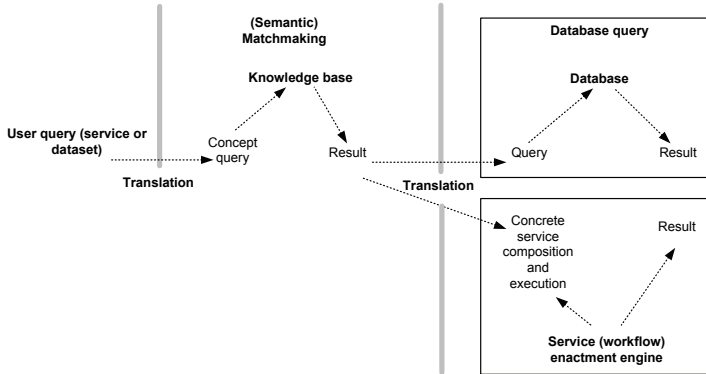 (Semantic)
Matchmaking
Database query
Knowledge base
Database
User query (service or
dataset)
Concept
query
Result
Query
Result
Translation
Translation
Concrete
service
composition
and
execution
Result
Service (workflow)
enactment engine